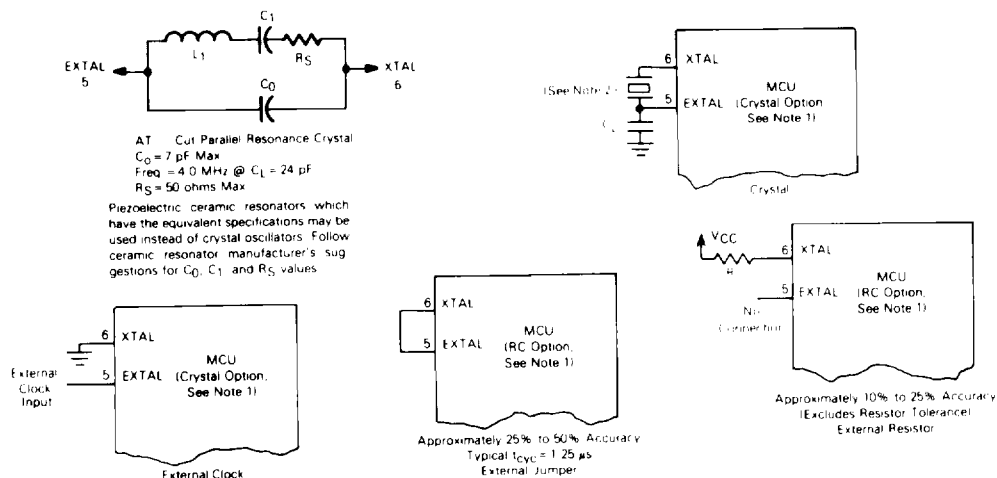 L1
C1
RS
EXTAL
5
XTAL
6
C0
AT Cut Parallel Resonance Crystal
C0 = 7 pF Max
Freq = 4.0 MHz @ CL = 24 pF
RS = 50 ohms Max
Piezoelectric ceramic resonators which
have the equivalent specifications may be
used instead of crystal oscillators. Follow
ceramic resonator manufacturer's sug
gestions for C0, C1 and RS values
6
XTAL
(See Note 2)
5
EXTAL
CL
MCU
(Crystal Option
See Note 1)
Crystal
VCC
R
6
XTAL
5
EXTAL
No
Connection
MCU
(RC Option,
See Note 1)
Approximately 10% to 25% Accuracy
(Excludes Resistor Tolerance)
External Resistor
6
XTAL
5
EXTAL
External
Clock
Input
MCU
(Crystal Option,
See Note 1)
External Clock
6
XTAL
5
EXTAL
MCU
(RC Option,
See Note 1)
Approximately 25% to 50% Accuracy
Typical tcyc = 1.25 μs
External Jumper